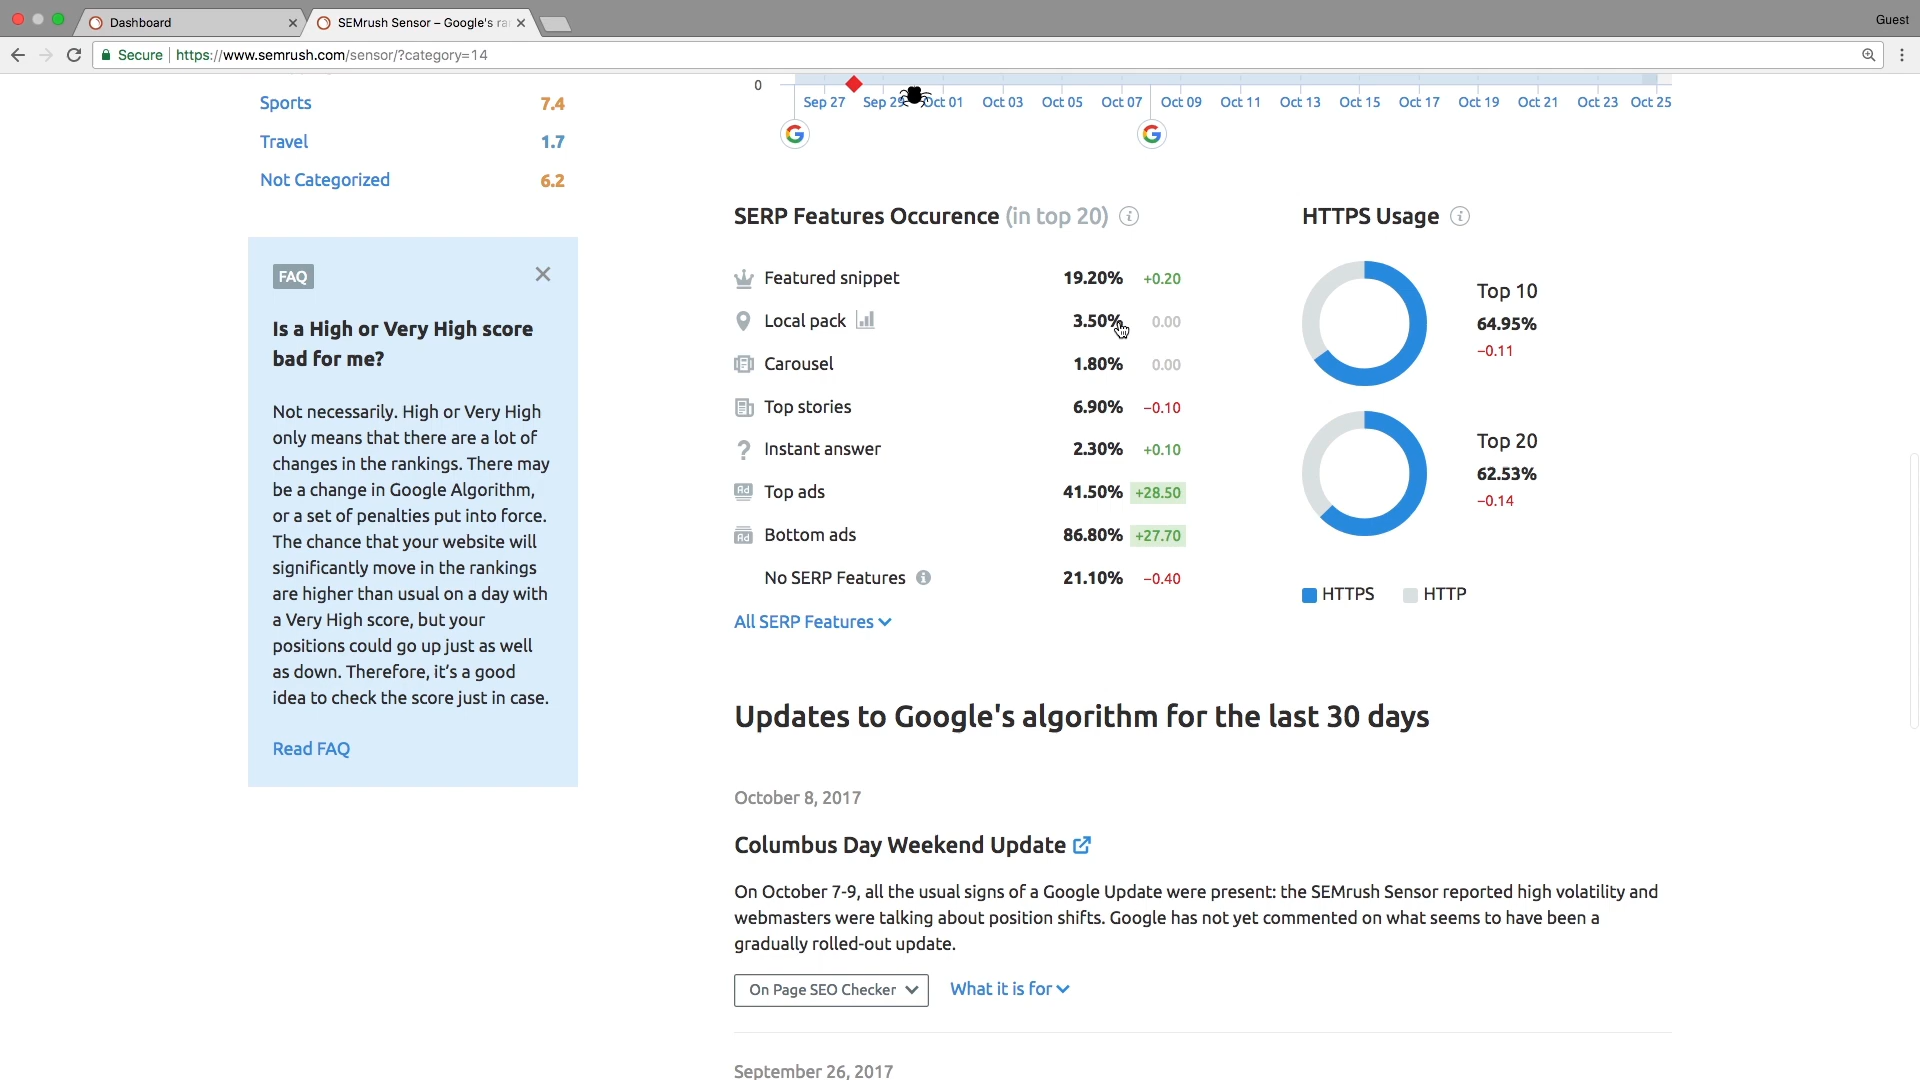 Dashboard
SEMrush Sensor – Google's ra
Guest
Secure
https://www.semrush.com/sensor/?category=14
Sports 7.4
Travel 1.7
Not Categorized 6.2
FAQ
Is a High or Very High score
bad for me?
Not necessarily. High or Very High
only means that there are a lot of
changes in the rankings. There may
be a change in Google Algorithm,
or a set of penalties put into force.
The chance that your website will
significantly move in the rankings
are higher than usual on a day with
a Very High score, but your
positions could go up just as well
as down. Therefore, it's a good
idea to check the score just in case.
Read FAQ
0
Sep 27 Sep 29 Oct 01 Oct 03 Oct 05 Oct 07 Oct 09 Oct 11 Oct 13 Oct 15 Oct 17 Oct 19 Oct 21 Oct 23 Oct 25
G G
SERP Features Occurence (in top 20)
Featured snippet 19.20% +0.20
Local pack 3.50% 0.00
Carousel 1.80% 0.00
Top stories 6.90% −0.10
Instant answer 2.30% +0.10
Ad Top ads 41.50% +28.50
Ad Bottom ads 86.80% +27.70
No SERP Features 21.10% −0.40
All SERP Features
HTTPS Usage
Top 10
64.95%
−0.11
Top 20
62.53%
−0.14
HTTPS HTTP
Updates to Google's algorithm for the last 30 days
October 8, 2017
Columbus Day Weekend Update
On October 7-9, all the usual signs of a Google Update were present: the SEMrush Sensor reported high volatility and
webmasters were talking about position shifts. Google has not yet commented on what seems to have been a
gradually rolled-out update.
On Page SEO Checker
What it is for
September 26, 2017